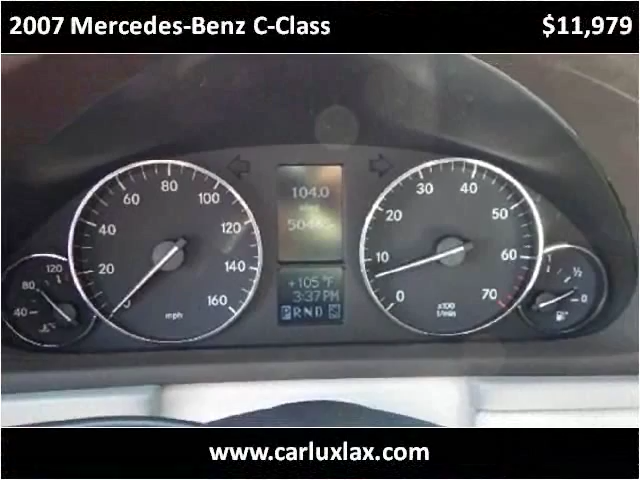 2007 Mercedes-Benz C-Class $11,979
120
80
40
80
60 100
40 120
20 140
0 160
mph
104.0
+105°F
3:37PM
PRND
30 40
20 50
10 60
0 70
x100
1/min
1 ½ 0
www.carluxlax.com